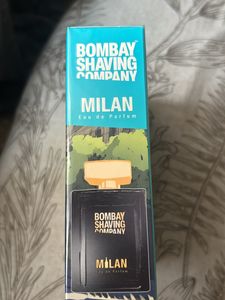 BOMBAY
SHAVING
COMPANY
MILAN
Eau de Parfum
BOMBAY
SHAVING
COMPANY
MILAN
Eau de Parfum